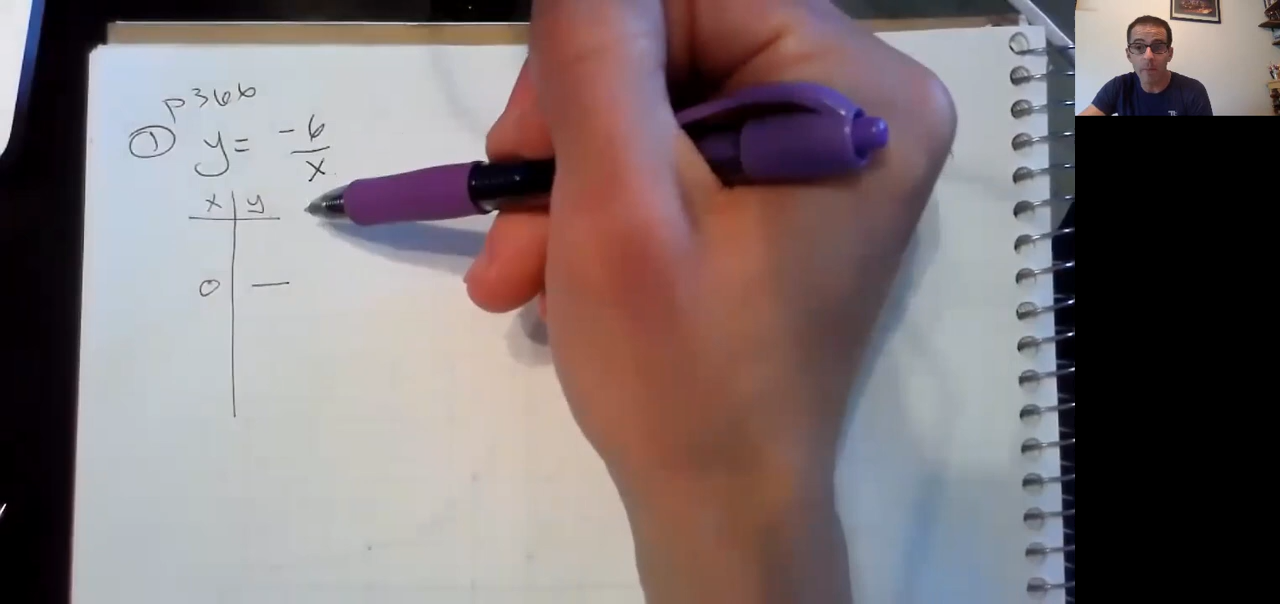 p366
① y = -6/x
x | y
0 | —